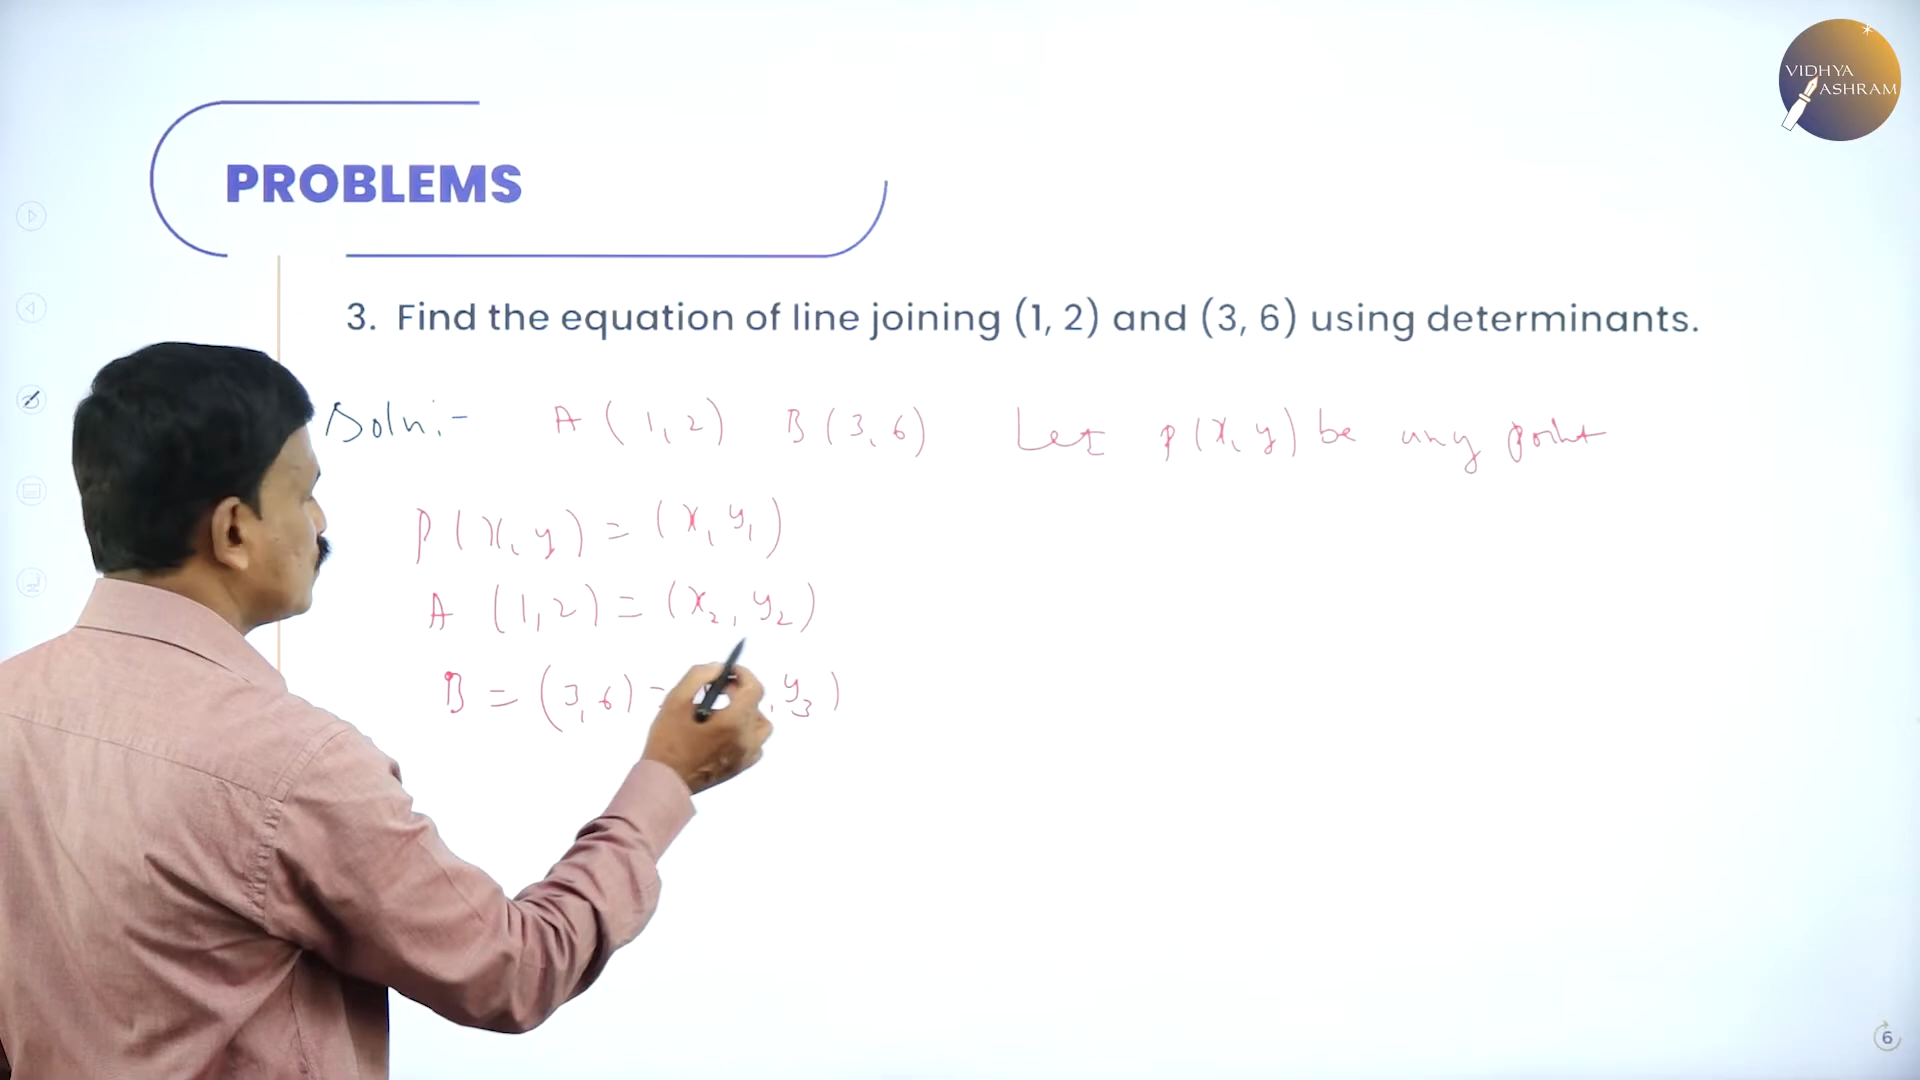 VIDHYA
ASHRAM
PROBLEMS
3. Find the equation of line joining (1, 2) and (3, 6) using determinants.
Soln:- A (1, 2) B (3, 6) Let P(x, y) be any point
P(x, y) = (x, y₁)
A (1, 2) = (x₂, y₂)
B = (3, 6) = , y₃)
6